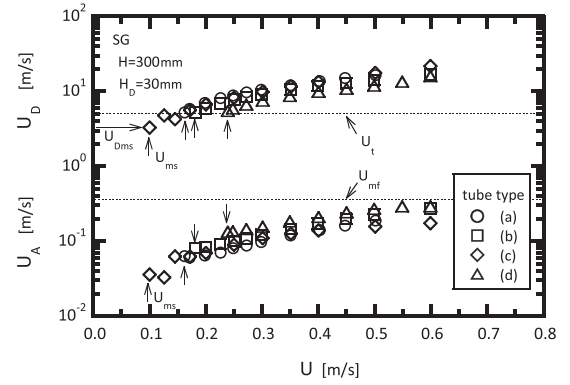 10²
SG
H=300mm
H_D=30mm
U_D [m/s]
10¹
U_Dms
U_ms
U_t
10⁰
U_mf
tube type
(a)
(b)
(c)
(d)
U_A [m/s]
10⁻¹
U_ms
10⁻²
0.0 0.1 0.2 0.3 0.4 0.5 0.6 0.7 0.8
U [m/s]